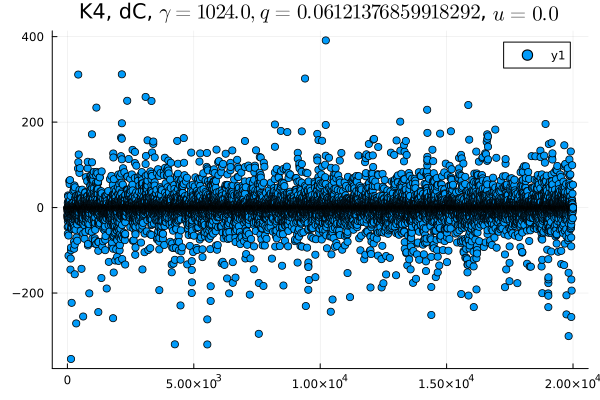 K4, dC, γ = 1024.0, q = 0.06121376859918292, u = 0.0
y1
400
200
0
−200
0 5.00×10³ 1.00×10⁴ 1.50×10⁴ 2.00×10⁴